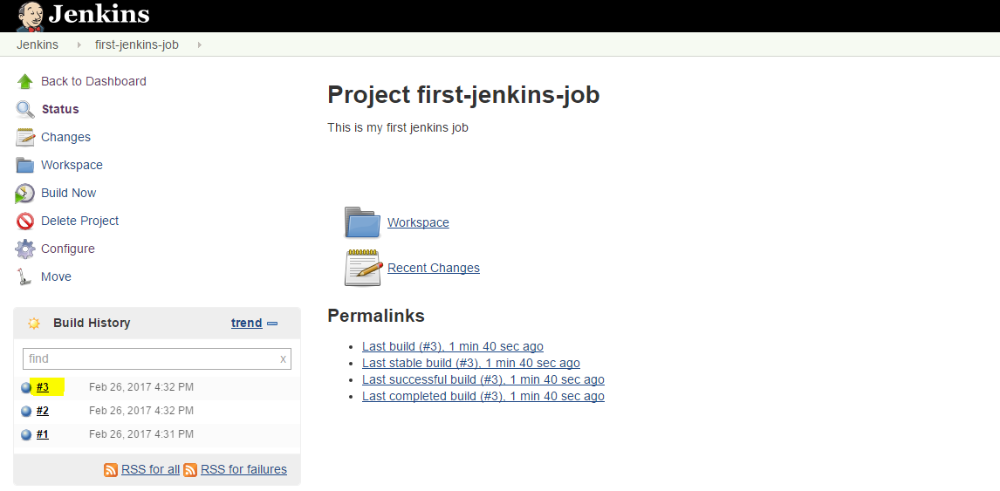 Jenkins
Jenkins first-jenkins-job
Back to Dashboard
Status
Changes
Workspace
Build Now
Delete Project
Configure
Move
Build History trend
find x
#3 Feb 26, 2017 4:32 PM
#2 Feb 26, 2017 4:32 PM
#1 Feb 26, 2017 4:31 PM
RSS for all RSS for failures
Project first-jenkins-job
This is my first jenkins job
Workspace
Recent Changes
Permalinks
Last build (#3), 1 min 40 sec ago
Last stable build (#3), 1 min 40 sec ago
Last successful build (#3), 1 min 40 sec ago
Last completed build (#3), 1 min 40 sec ago